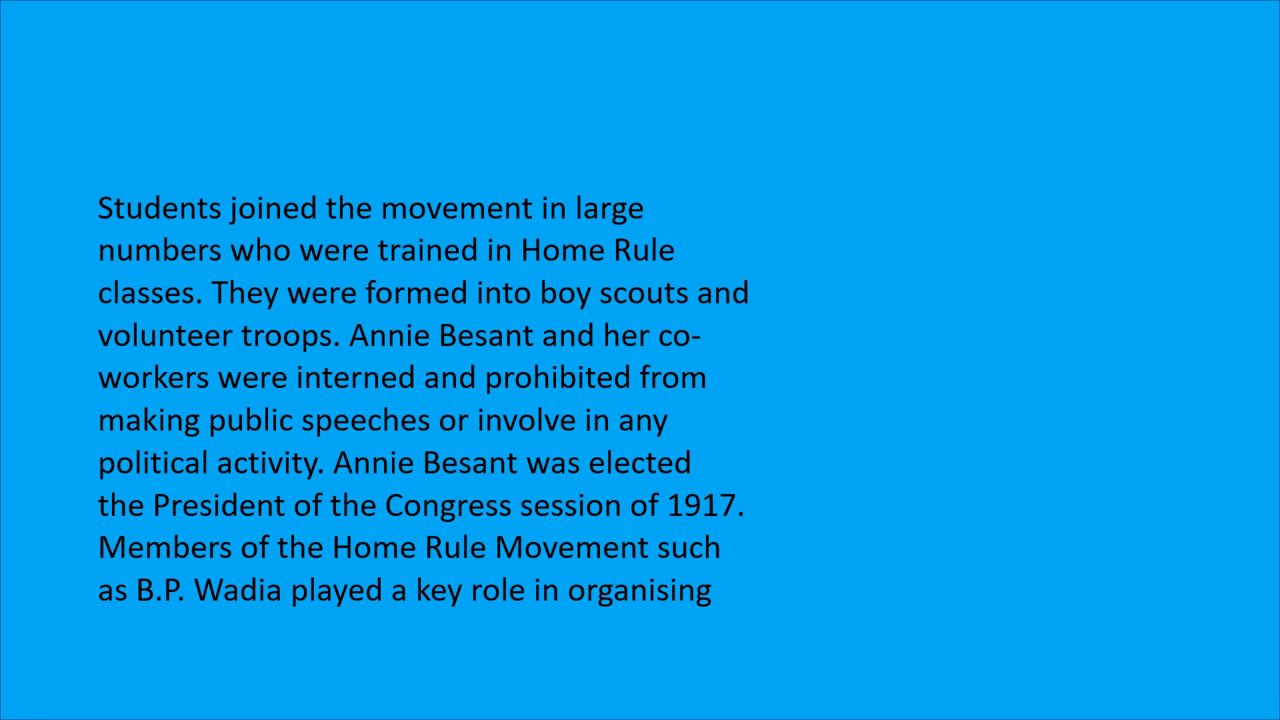 Students joined the movement in large
numbers who were trained in Home Rule
classes. They were formed into boy scouts and
volunteer troops. Annie Besant and her co-
workers were interned and prohibited from
making public speeches or involve in any
political activity. Annie Besant was elected
the President of the Congress session of 1917.
Members of the Home Rule Movement such
as B.P. Wadia played a key role in organising